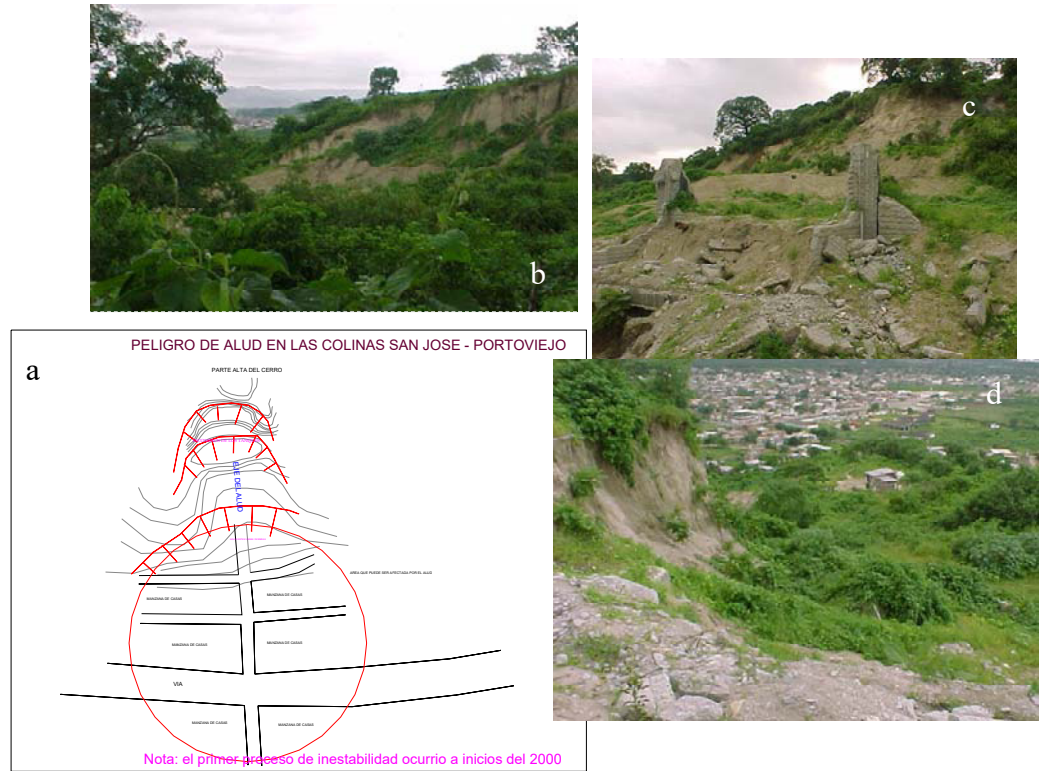 b
c
PELIGRO DE ALUD EN LAS COLINAS SAN JOSE - PORTOVIEJO
a
PARTE ALTA DEL CERRO
EJE DEL ALUD
d
AREA QUE PUEDE SER AFECTADA POR EL ALUD
MANZANA DE CASAS
MANZANA DE CASAS
MANZANA DE CASAS
MANZANA DE CASAS
VIA
MANZANA DE CASAS
MANZANA DE CASAS
Nota: el primer proceso de inestabilidad ocurrio a inicios del 2000